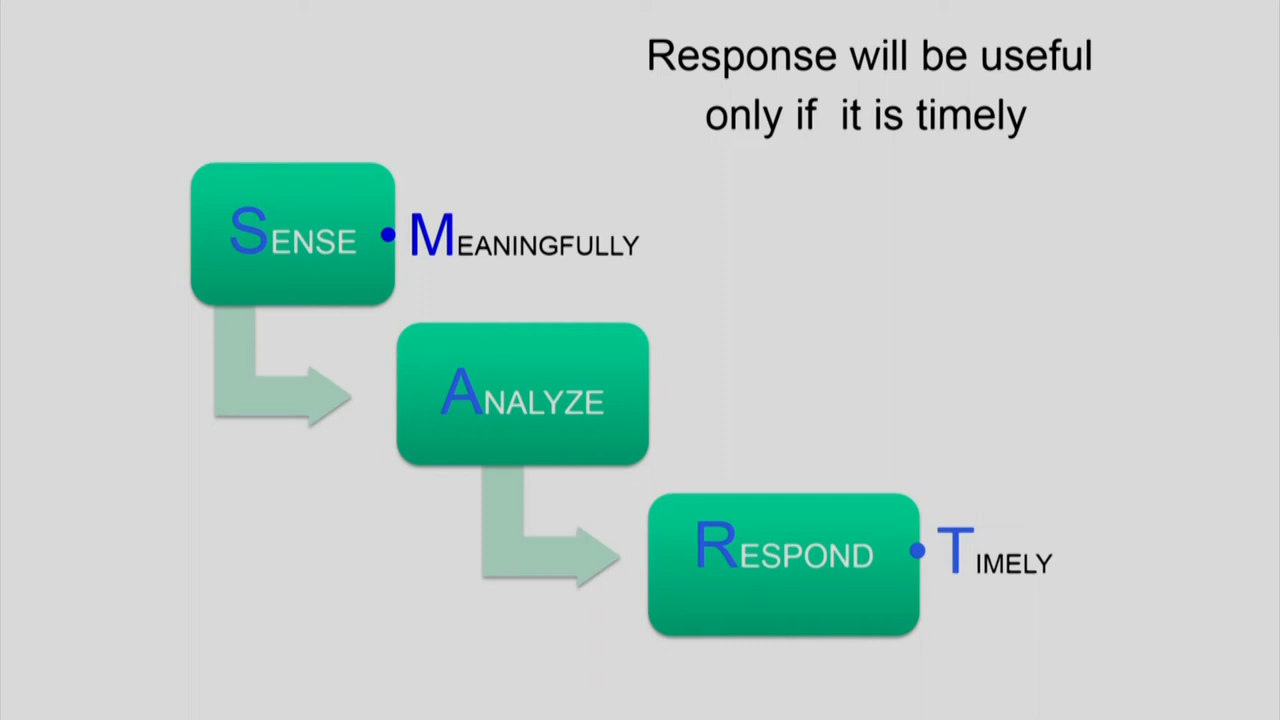 Response will be useful
only if it is timely
SENSE • MEANINGFULLY
ANALYZE
RESPOND • TIMELY